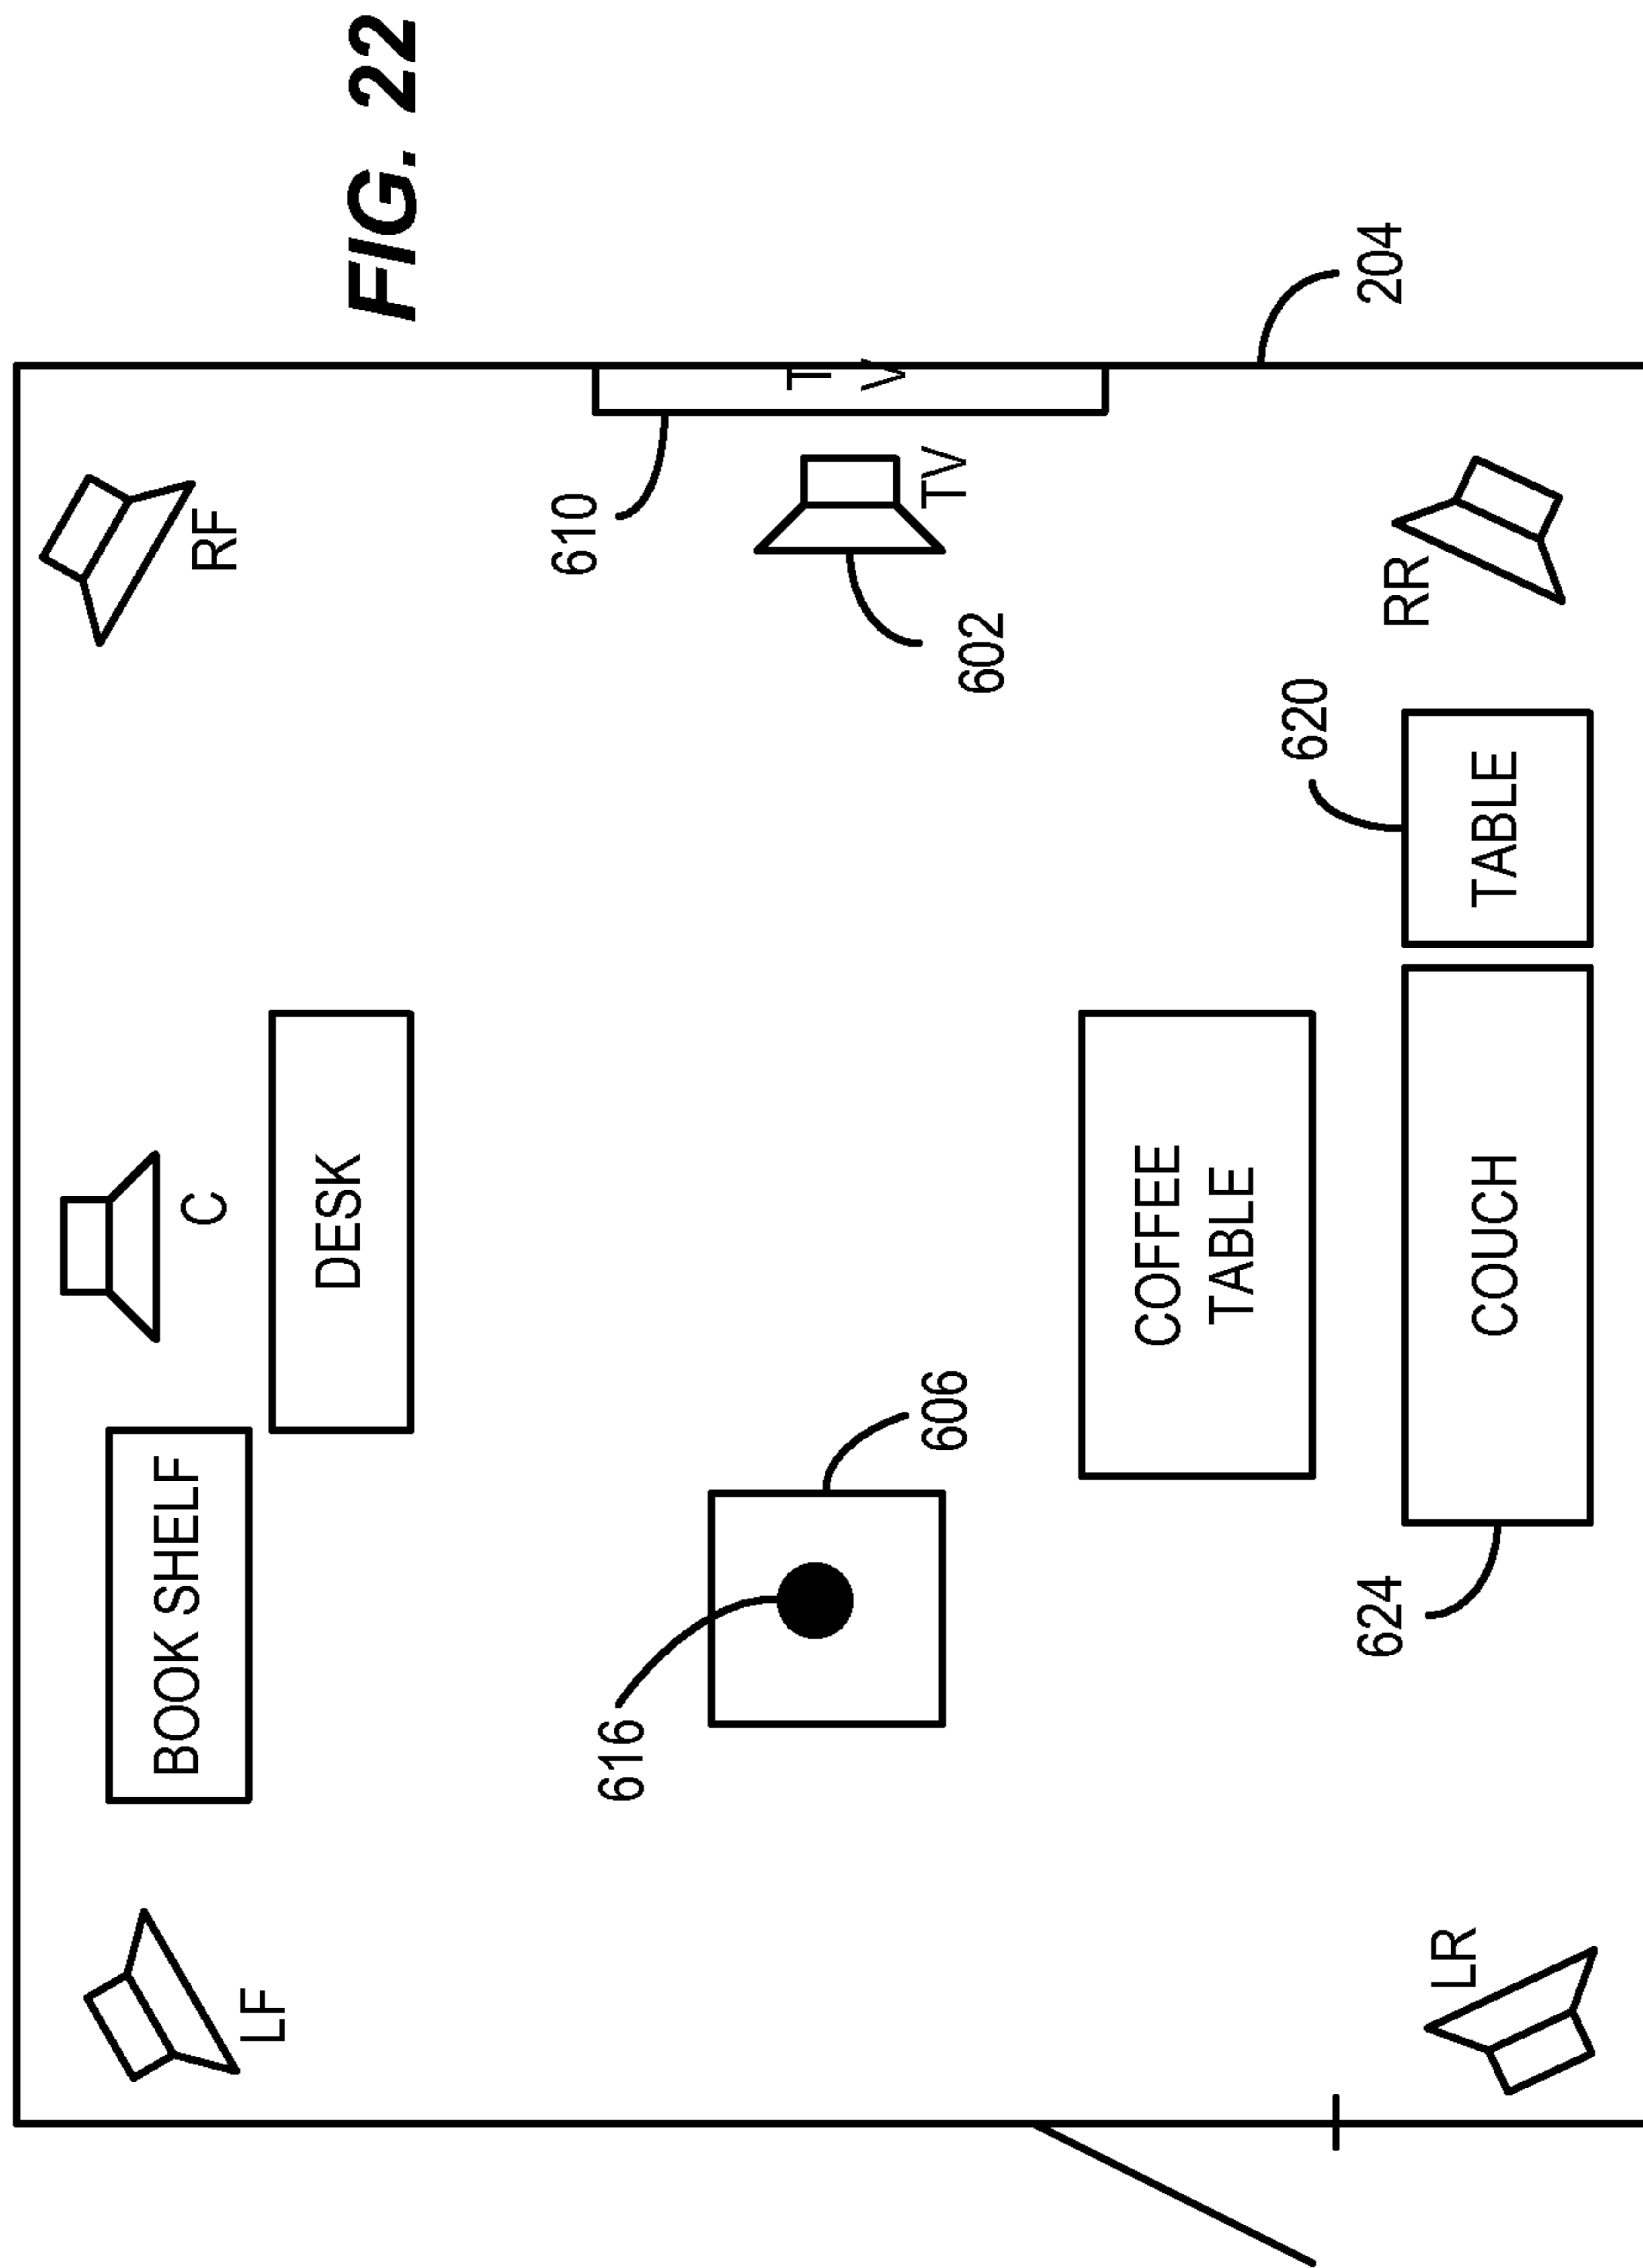 BOOK SHELF
C
RF
LF
DESK
FIG. 22
610
616
T
V
606
TV
602
COFFEE
TABLE
620
624
204
RR
LR
COUCH
TABLE